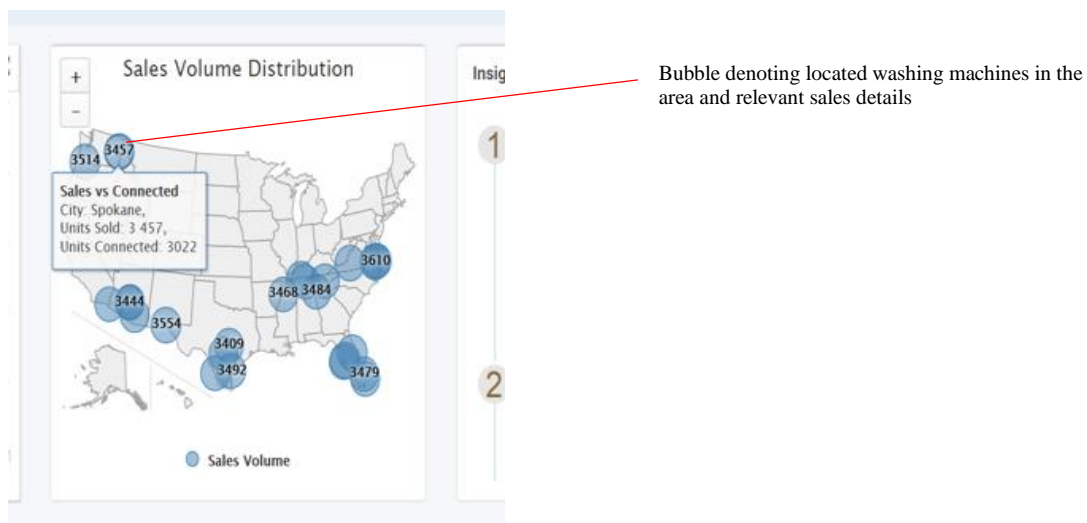 Sales Volume Distribution
+
-
Insig
Bubble denoting located washing machines in the
area and relevant sales details
1
3457
3514
Sales vs Connected
City: Spokane,
Units Sold: 3 457,
Units Connected: 3022
3610
3468
3484
3444
3554
3409
3492
3479
2
Sales Volume